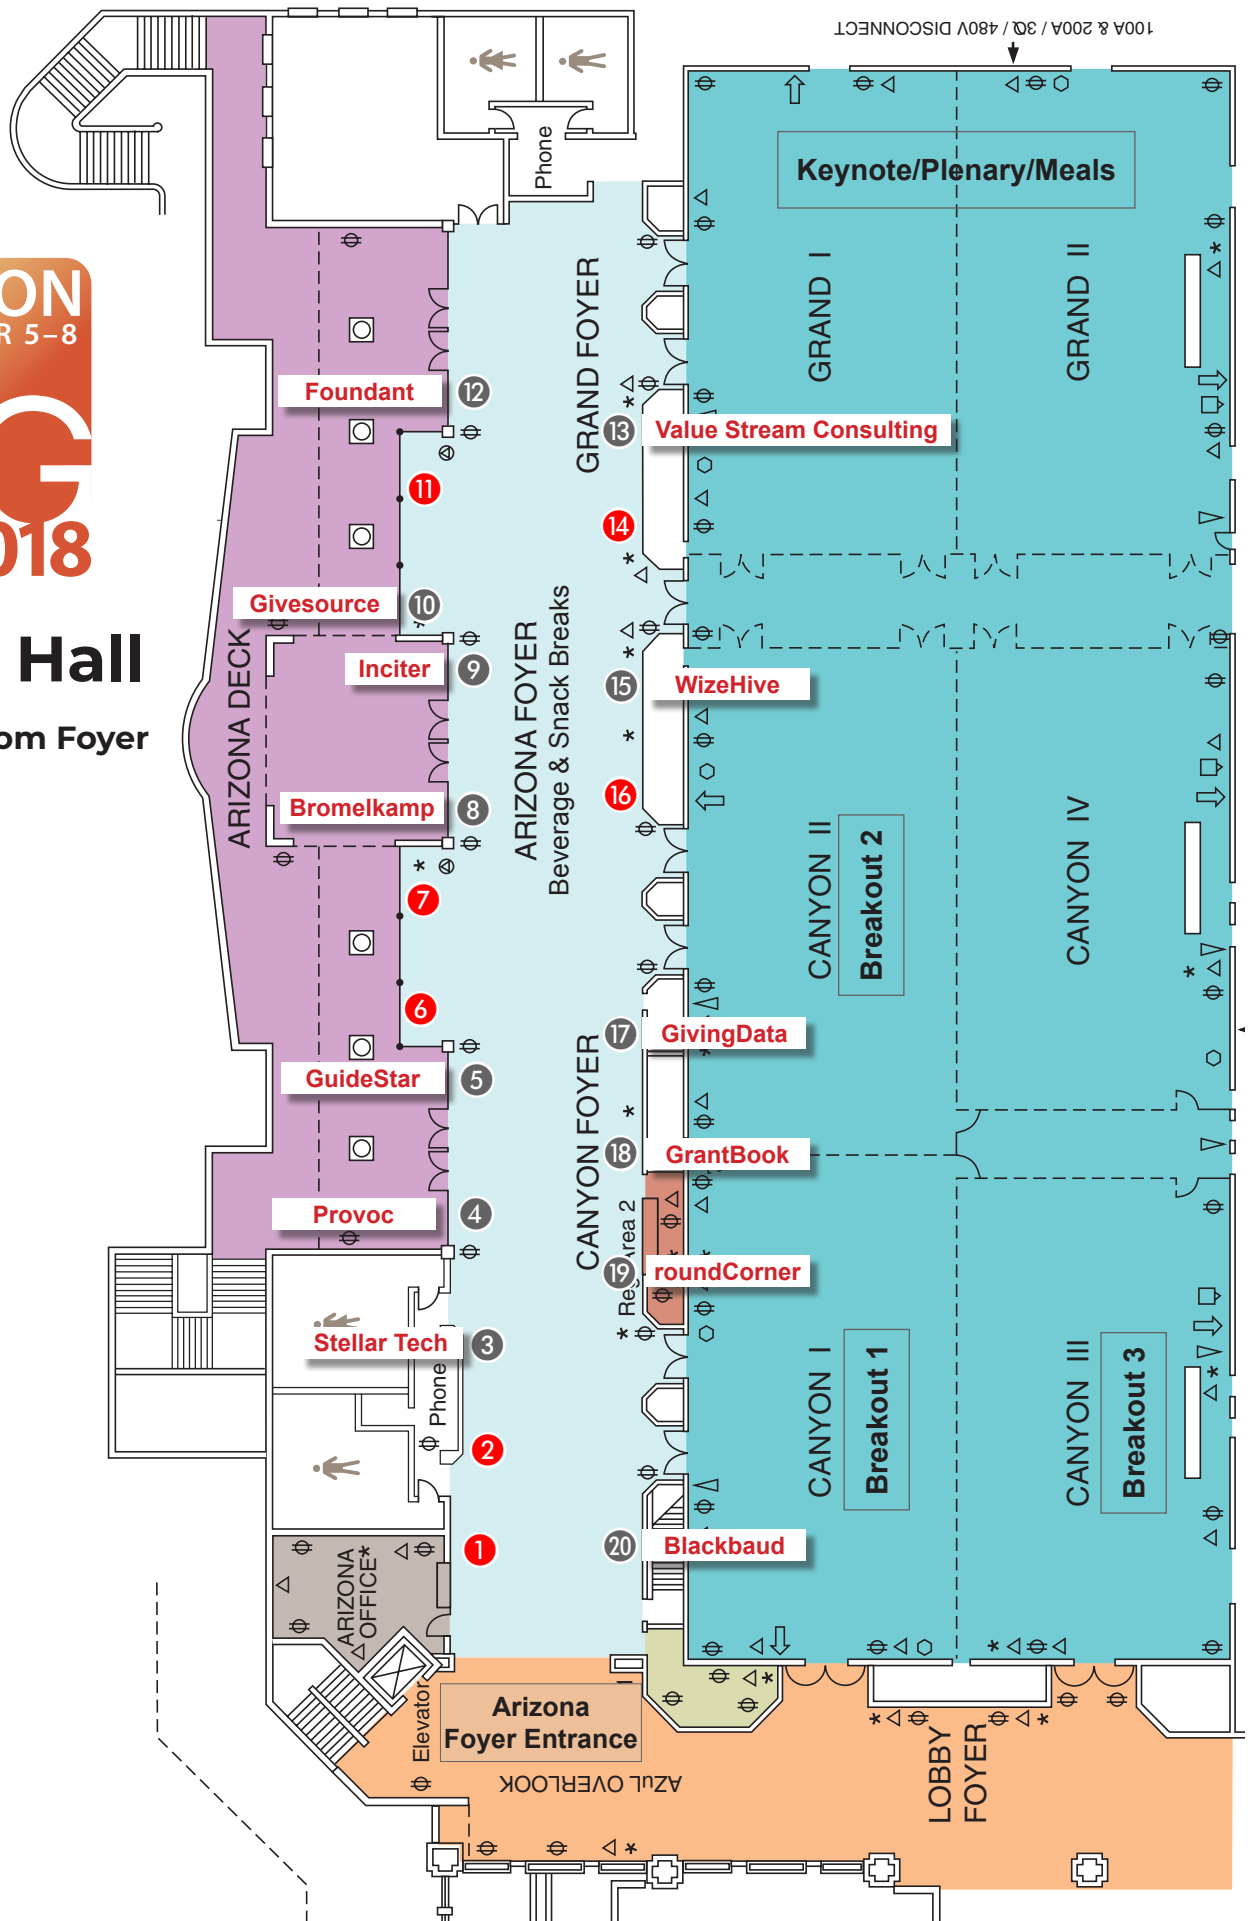 100A & 200A / 3Ø / 480V DISCONNECT
Phone
Keynote/Plenary/Meals
ON
R 5–8
G
018
GRAND FOYER
GRAND I
GRAND II
Foundant
12
13
Value Stream Consulting
11
14
Givesource
10
Hall
om Foyer
ARIZONA DECK
Inciter
9
ARIZONA FOYER
Beverage & Snack Breaks
15
WizeHive
Bromelkamp
8
16
CANYON II
Breakout 2
CANYON IV
7
6
17
GivingData
GuideStar
5
CANYON FOYER
18
GrantBook
Provoc
4
Area 2
19
roundCorner
Stellar Tech
3
Phone
2
CANYON I
Breakout 1
CANYON III
Breakout 3
1
20
Blackbaud
ARIZONA
OFFICE*
Elevator
Arizona
Foyer Entrance
AZuL OVERLOOK
LOBBY
FOYER